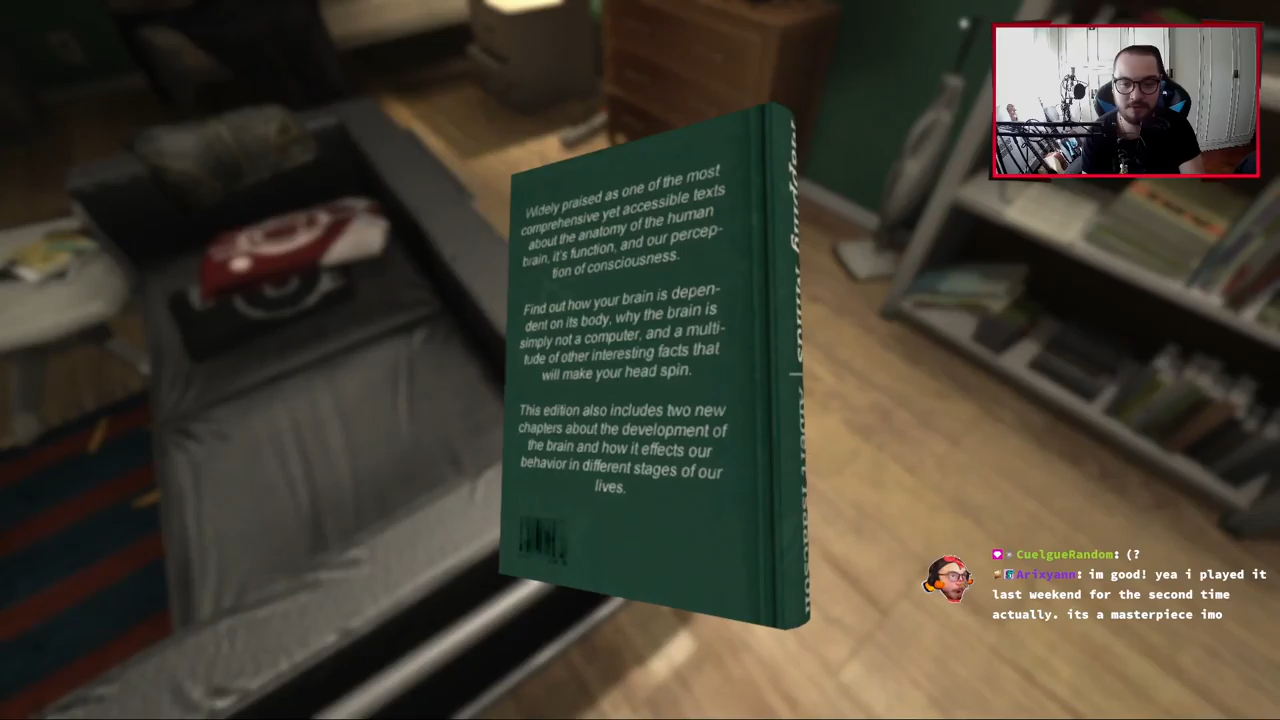 Widely praised as one of the most
comprehensive yet accessible texts
about the anatomy of the human
brain, it's function, and our percep-
tion of consciousness.
Find out how your brain is depen-
dent on its body, why the brain is
simply not a computer, and a multi-
tude of other interesting facts that
will make your head spin.
This edition also includes two new
chapters about the development of
the brain and how it effects our
behavior in different stages of our
lives.
CuelgueRandom: (?
Arixyann: im good! yea i played it
last weekend for the second time
actually. its a masterpiece imo